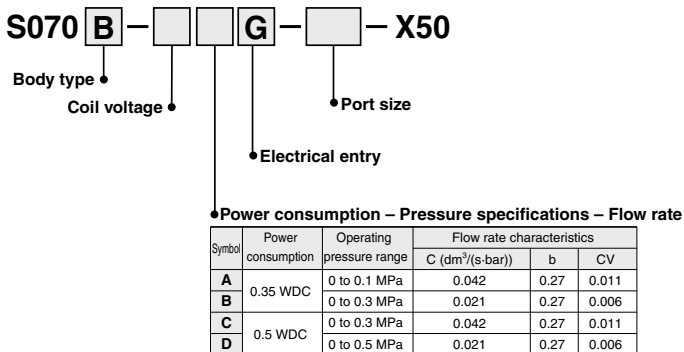 S070 B – G – – X50
Body type
Coil voltage
Port size
Electrical entry
Power consumption – Pressure specifications – Flow rate
Symbol Power consumption Operating pressure range Flow rate characteristics
C (dm³/(s·bar)) b CV
A 0.35 WDC 0 to 0.1 MPa 0.042 0.27 0.011
B 0 to 0.3 MPa 0.021 0.27 0.006
C 0.5 WDC 0 to 0.3 MPa 0.042 0.27 0.011
D 0 to 0.5 MPa 0.021 0.27 0.006